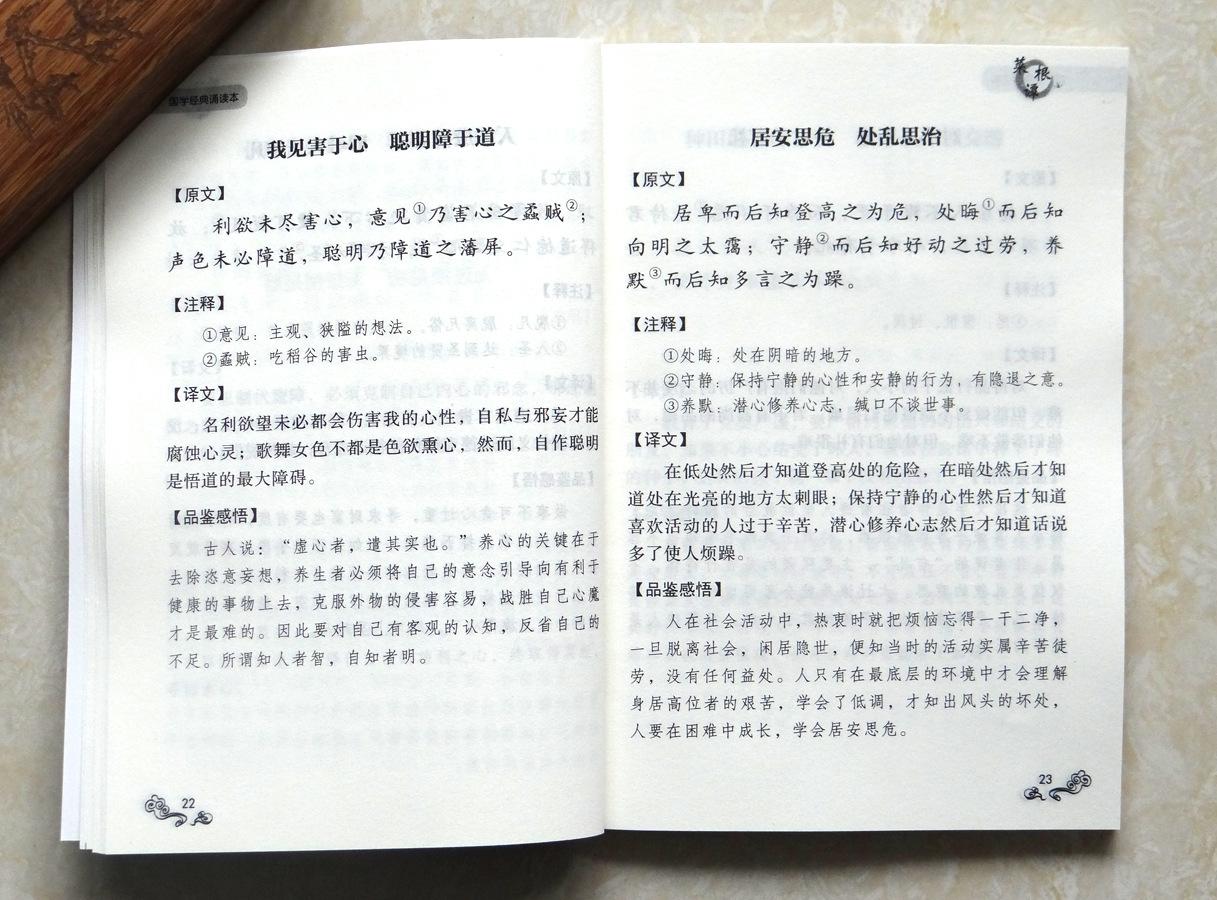 国学经典诵读本
我见害于心　聪明障于道
【原文】
利欲未尽害心，意见①乃害心之蟊贼②；
声色未必障道，聪明乃障道之藩屏。
【注释】
①意见：主观、狭隘的想法。
②蟊贼：吃稻谷的害虫。
【译文】
名利欲望未必都会伤害我的心性，自私与邪妄才能
腐蚀心灵；歌舞女色不都是色欲熏心，然而，自作聪明
是悟道的最大障碍。
【品鉴感悟】
古人说：“虚心者，遣其实也。”养心的关键在于
去除恣意妄想，养生者必须将自己的意念引导向有利于
健康的事物上去，克服外物的侵害容易，战胜自己心魔
才是最难的。因此要对自己有客观的认知，反省自己的
不足。所谓知人者智，自知者明。
22
菜根谭
居安思危　处乱思治
【原文】
居卑而后知登高之为危，处晦①而后知
向明之太霭；守静②而后知好动之过劳，养
默③而后知多言之为躁。
【注释】
①处晦：处在阴暗的地方。
②守静：保持宁静的心性和安静的行为，有隐退之意。
③养默：潜心修养心志，缄口不谈世事。
【译文】
在低处然后才知道登高处的危险，在暗处然后才知
道处在光亮的地方太刺眼；保持宁静的心性然后才知道
喜欢活动的人过于辛苦，潜心修养心志然后才知道话说
多了使人烦躁。
【品鉴感悟】
人在社会活动中，热衷时就把烦恼忘得一干二净，
一旦脱离社会，闲居隐世，便知当时的活动实属辛苦徒
劳，没有任何益处。人只有在最底层的环境中才会理解
身居高位者的艰苦，学会了低调，才知出风头的坏处，
人要在困难中成长，学会居安思危。
23